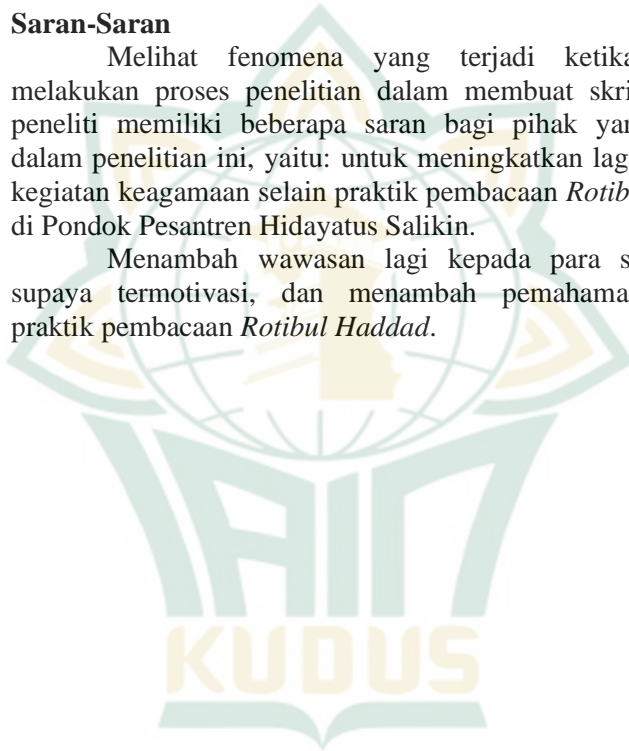 Saran-Saran
Melihat fenomena yang terjadi ketika
melakukan proses penelitian dalam membuat skri
peneliti memiliki beberapa saran bagi pihak yan
dalam penelitian ini, yaitu: untuk meningkatkan lag
kegiatan keagamaan selain praktik pembacaan Rotib
di Pondok Pesantren Hidayatus Salikin.
Menambah wawasan lagi kepada para s
supaya termotivasi, dan menambah pemahama
praktik pembacaan Rotibul Haddad.
IAIN
KUDUS